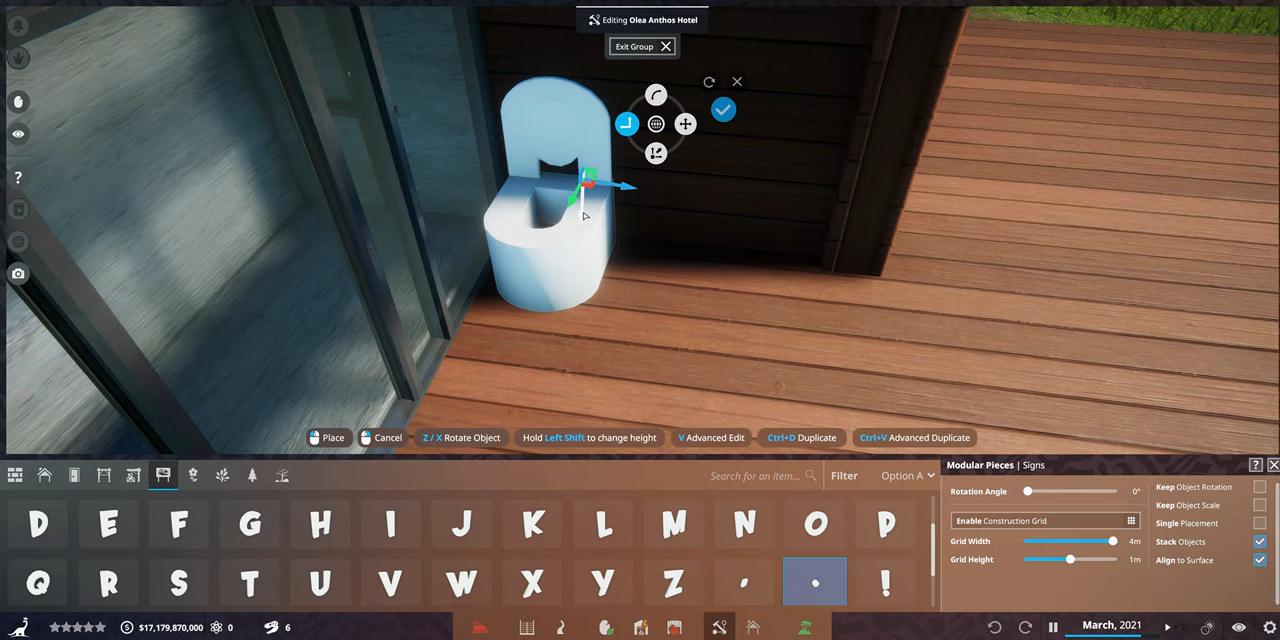 Editing Olea Anthos Hotel
Exit Group
?
Place
Cancel
Z / X Rotate Object
Hold Left Shift to change height
V Advanced Edit
Ctrl+D Duplicate
Ctrl+V Advanced Duplicate
Search for an item...
Filter
Option A
D E F G H I J K L M N O P
Q R S T U V W X Y Z , . !
Modular Pieces | Signs
?
Rotation Angle
0°
Keep Object Rotation
Keep Object Scale
Enable Construction Grid
Single Placement
Grid Width
4m
Stack Objects
Grid Height
1m
Align to Surface
$17,179,870,000
0
6
March, 2021